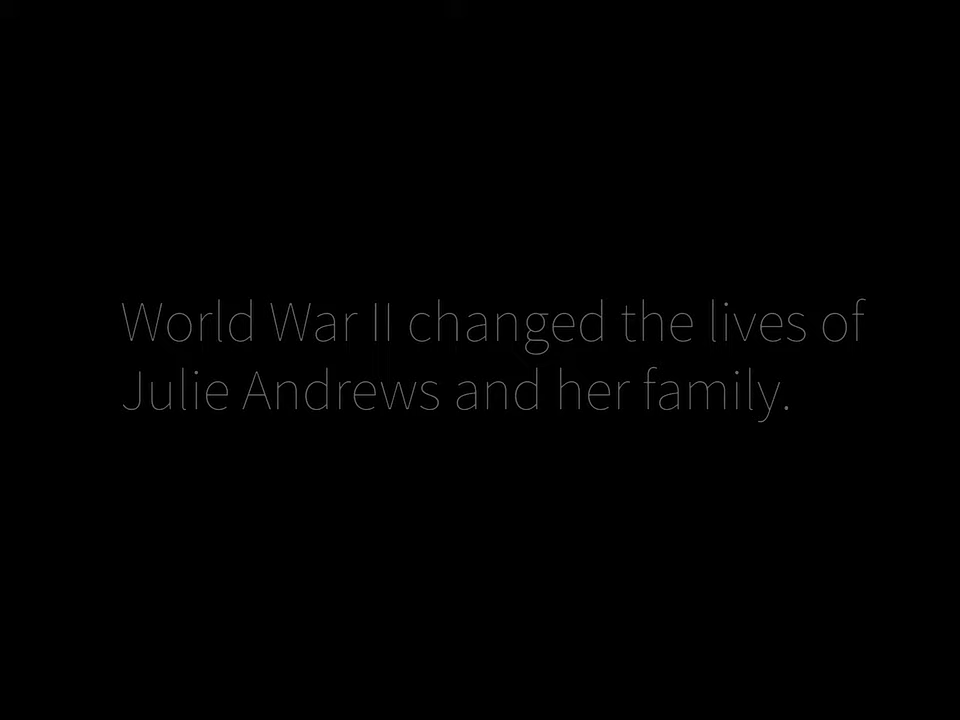 World War II changed the lives of
Julie Andrews and her family.